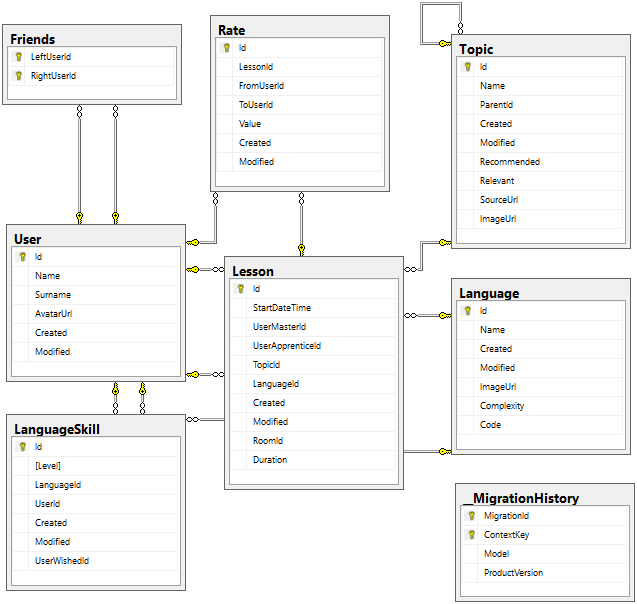 Friends
LeftUserId
RightUserId
Rate
Id
LessonId
FromUserId
ToUserId
Value
Created
Modified
Topic
Id
Name
ParentId
Created
Modified
Recommended
Relevant
SourceUrl
ImageUrl
User
Id
Name
Surname
AvatarUrl
Created
Modified
Lesson
Id
StartDateTime
UserMasterId
UserApprenticeId
TopicId
LanguageId
Created
Modified
RoomId
Duration
Language
Id
Name
Created
Modified
ImageUrl
Complexity
Code
LanguageSkill
Id
[Level]
LanguageId
UserId
Created
Modified
UserWishedId
__MigrationHistory
MigrationId
ContextKey
Model
ProductVersion